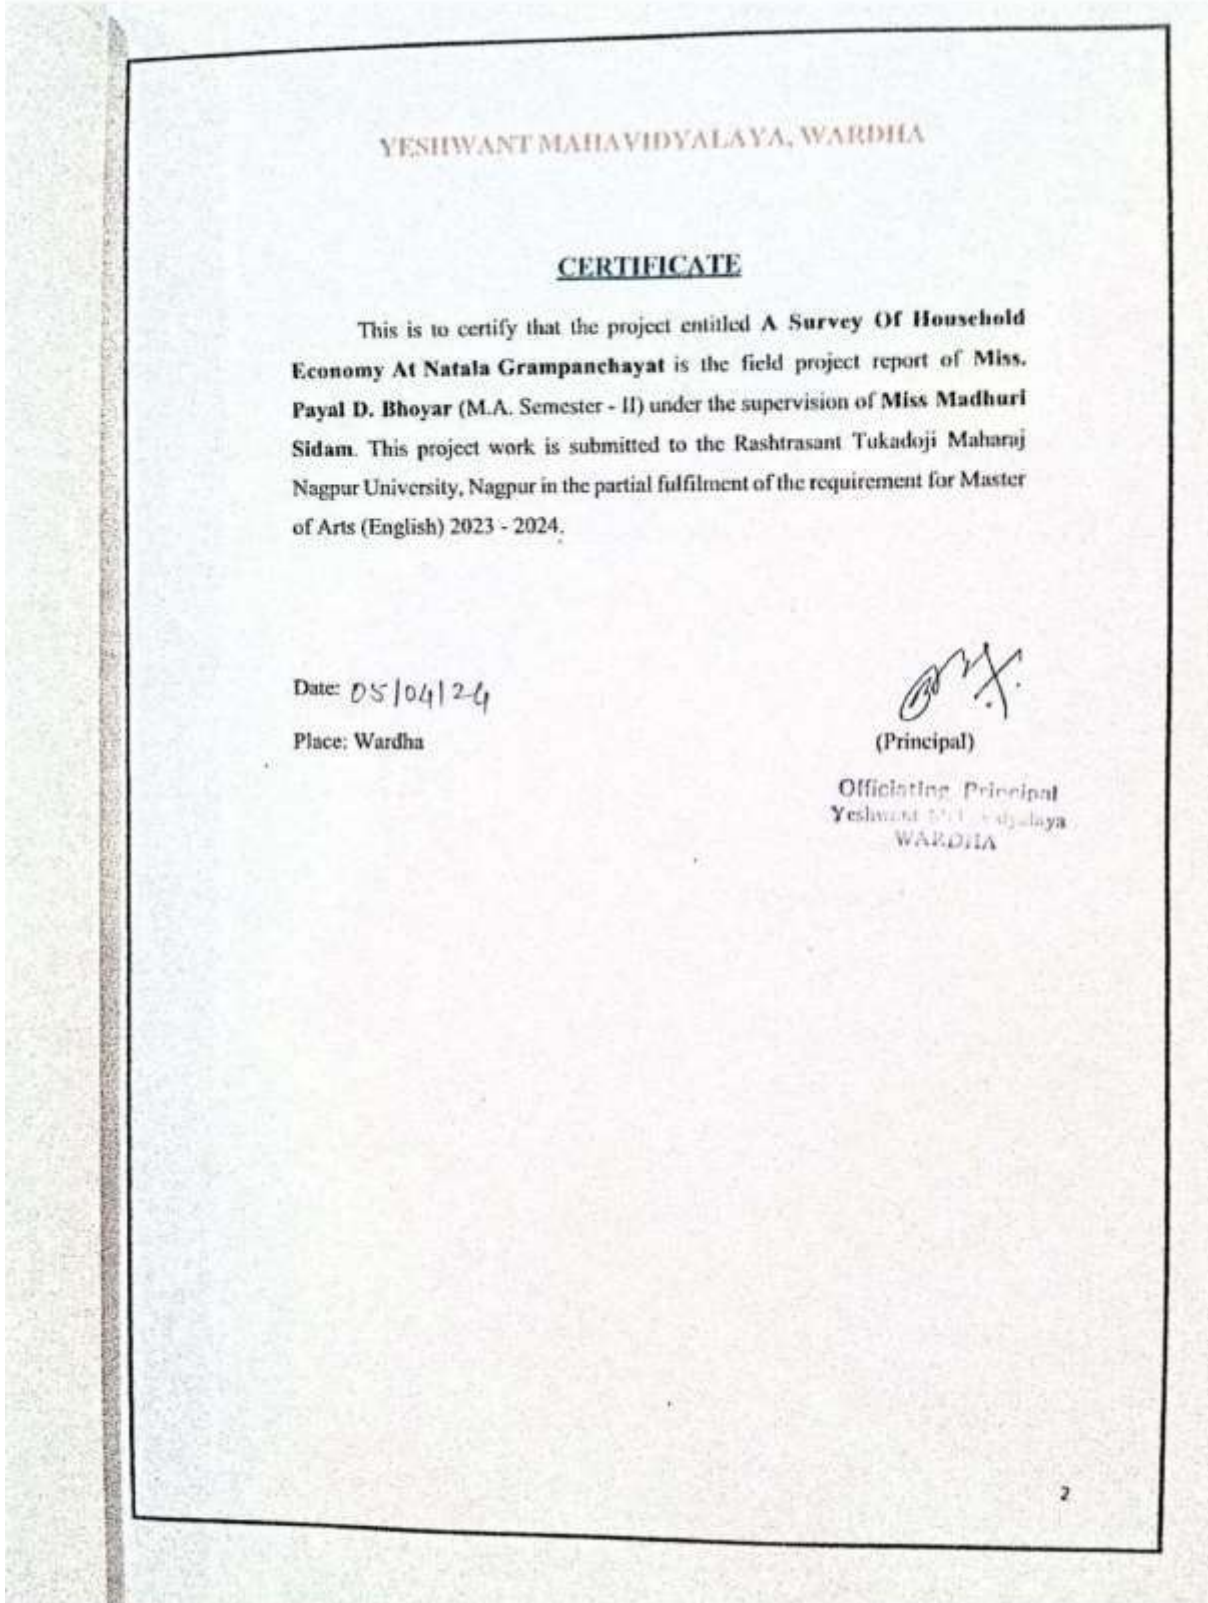 YESHWANT MAHAVIDYALAYA, WARDHA
CERTIFICATE
This is to certify that the project entitled A Survey Of Household
Economy At Natala Grampanchayat is the field project report of Miss.
Payal D. Bhoyar (M.A. Semester - II) under the supervision of Miss Madhuri
Sidam. This project work is submitted to the Rashtrasant Tukadoji Maharaj
Nagpur University, Nagpur in the partial fulfilment of the requirement for Master
of Arts (English) 2023 - 2024.
Date: 05/04/24
Place: Wardha
(Principal)
Officiating Principal
Yeshwant
WARDHA
2